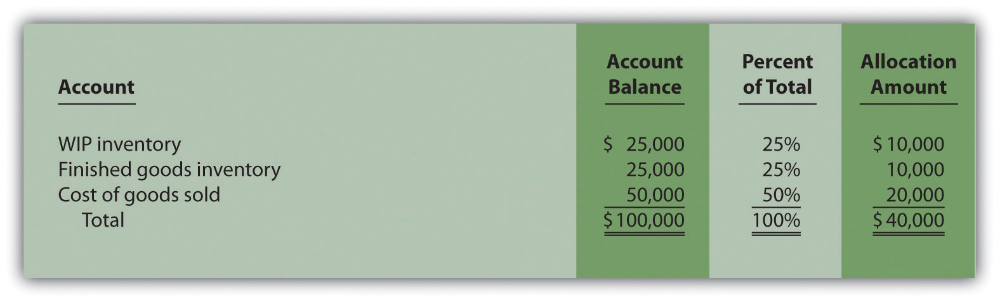 Account Percent Allocation
Account Balance of Total Amount
WIP inventory $ 25,000 25% $ 10,000
Finished goods inventory 25,000 25% 10,000
Cost of goods sold 50,000 50% 20,000
Total $ 100,000 100% $ 40,000